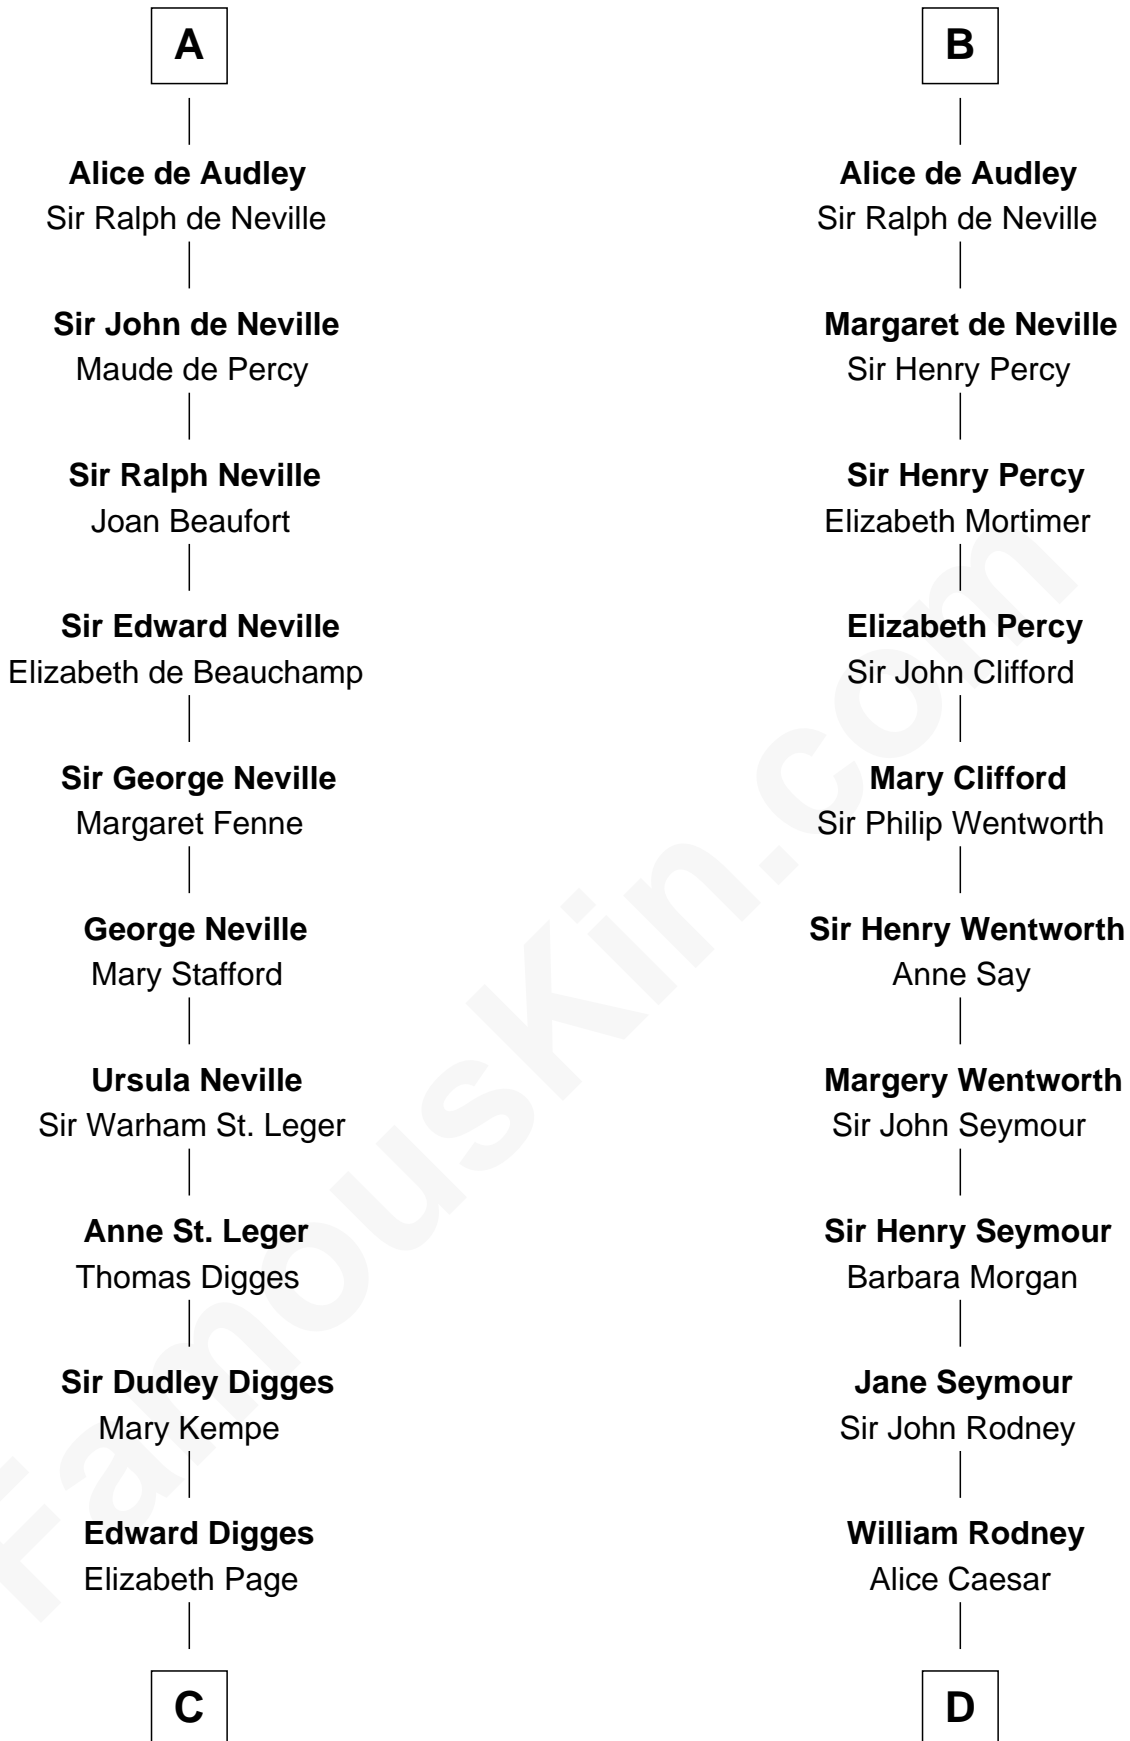 A
Alice de Audley
Sir Ralph de Neville
Sir John de Neville
Maude de Percy
Sir Ralph Neville
Joan Beaufort
Sir Edward Neville
Elizabeth de Beauchamp
Sir George Neville
Margaret Fenne
George Neville
Mary Stafford
Ursula Neville
Sir Warham St. Leger
Anne St. Leger
Thomas Digges
Sir Dudley Digges
Mary Kempe
Edward Digges
Elizabeth Page
C
B
Alice de Audley
Sir Ralph de Neville
Margaret de Neville
Sir Henry Percy
Sir Henry Percy
Elizabeth Mortimer
Elizabeth Percy
Sir John Clifford
Mary Clifford
Sir Philip Wentworth
Sir Henry Wentworth
Anne Say
Margery Wentworth
Sir John Seymour
Sir Henry Seymour
Barbara Morgan
Jane Seymour
Sir John Rodney
William Rodney
Alice Caesar
D
FamousKin.com